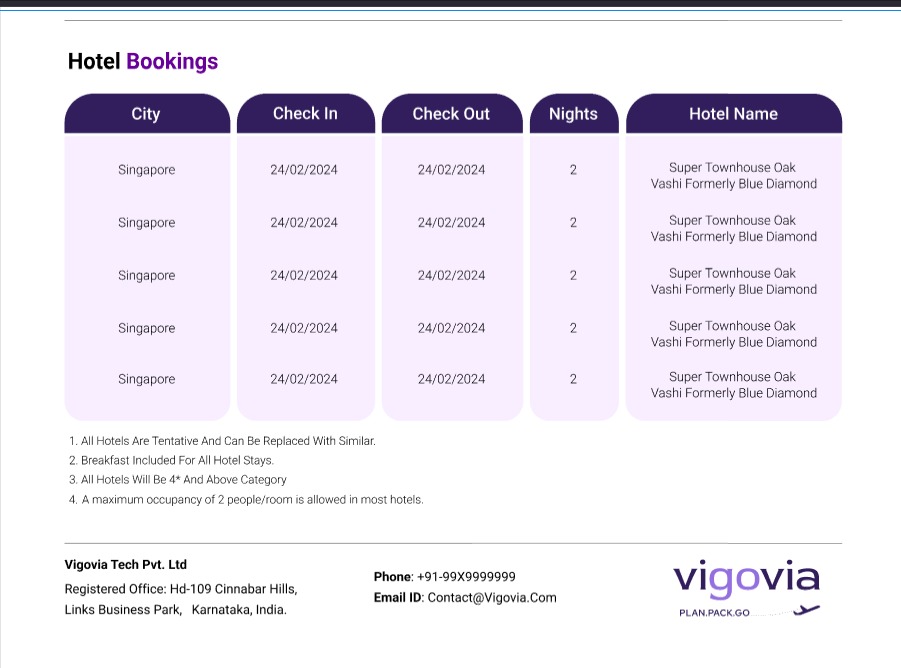 Hotel Bookings
City Check In Check Out Nights Hotel Name
Singapore 24/02/2024 24/02/2024 2 Super Townhouse Oak
Vashi Formerly Blue Diamond
Singapore 24/02/2024 24/02/2024 2 Super Townhouse Oak
Vashi Formerly Blue Diamond
Singapore 24/02/2024 24/02/2024 2 Super Townhouse Oak
Vashi Formerly Blue Diamond
Singapore 24/02/2024 24/02/2024 2 Super Townhouse Oak
Vashi Formerly Blue Diamond
Singapore 24/02/2024 24/02/2024 2 Super Townhouse Oak
Vashi Formerly Blue Diamond
1. All Hotels Are Tentative And Can Be Replaced With Similar.
2. Breakfast Included For All Hotel Stays.
3. All Hotels Will Be 4* And Above Category
4. A maximum occupancy of 2 people/room is allowed in most hotels.
Vigovia Tech Pvt. Ltd
Registered Office: Hd-109 Cinnabar Hills,
Links Business Park, Karnataka, India.
Phone: +91-99X9999999
Email ID: Contact@Vigovia.Com
vigovia
PLAN.PACK.GO